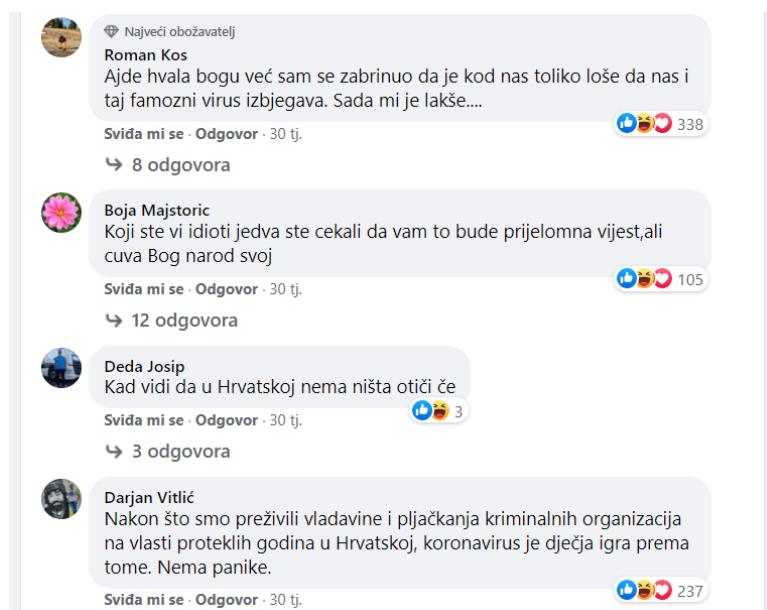 Najveći obožavatelj
Roman Kos
Ajde hvala bogu već sam se zabrinuo da je kod nas toliko loše da nas i
taj famozni virus izbjegava. Sada mi je lakše....
338
Sviđa mi se · Odgovor · 30 tj.
8 odgovora
Boja Majstoric
Koji ste vi idioti jedva ste cekali da vam to bude prijelomna vijest,ali
cuva Bog narod svoj
105
Sviđa mi se · Odgovor · 30 tj.
12 odgovora
Deda Josip
Kad vidi da u Hrvatskoj nema ništa otiči če
3
Sviđa mi se · Odgovor · 30 tj.
3 odgovora
Darjan Vitlić
Nakon što smo preživili vladavine i pljačkanja kriminalnih organizacija
na vlasti proteklih godina u Hrvatskoj, koronavirus je dječja igra prema
tome. Nema panike.
237
Sviđa mi se · Odgovor · 30 tj.